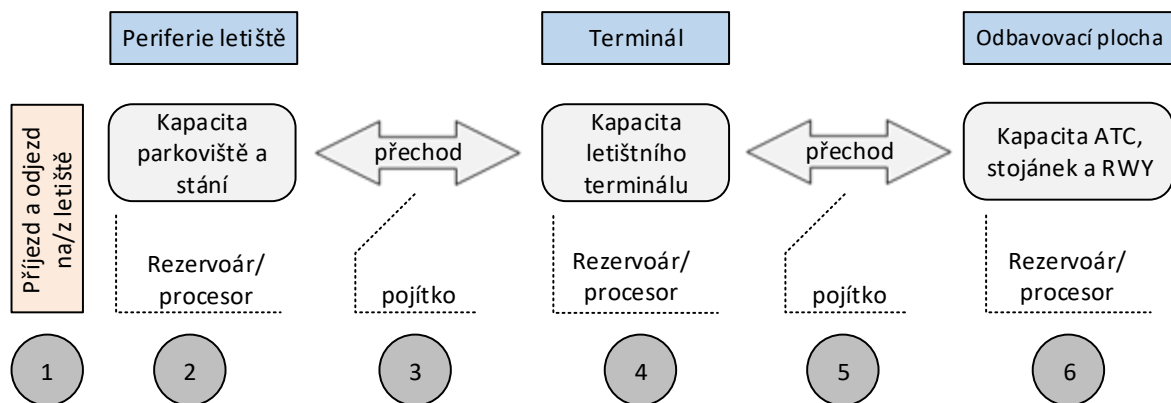 Periferie letiště
Terminál
Odbavovací plocha
Příjezd a odjezd
na/z letiště
Kapacita
parkoviště a
stání
přechod
Kapacita
letištního
terminálu
přechod
Kapacita ATC,
stojánek a RWY
Rezervoár/
procesor
pojítko
Rezervoár/
procesor
pojítko
Rezervoár/
procesor
1
2
3
4
5
6